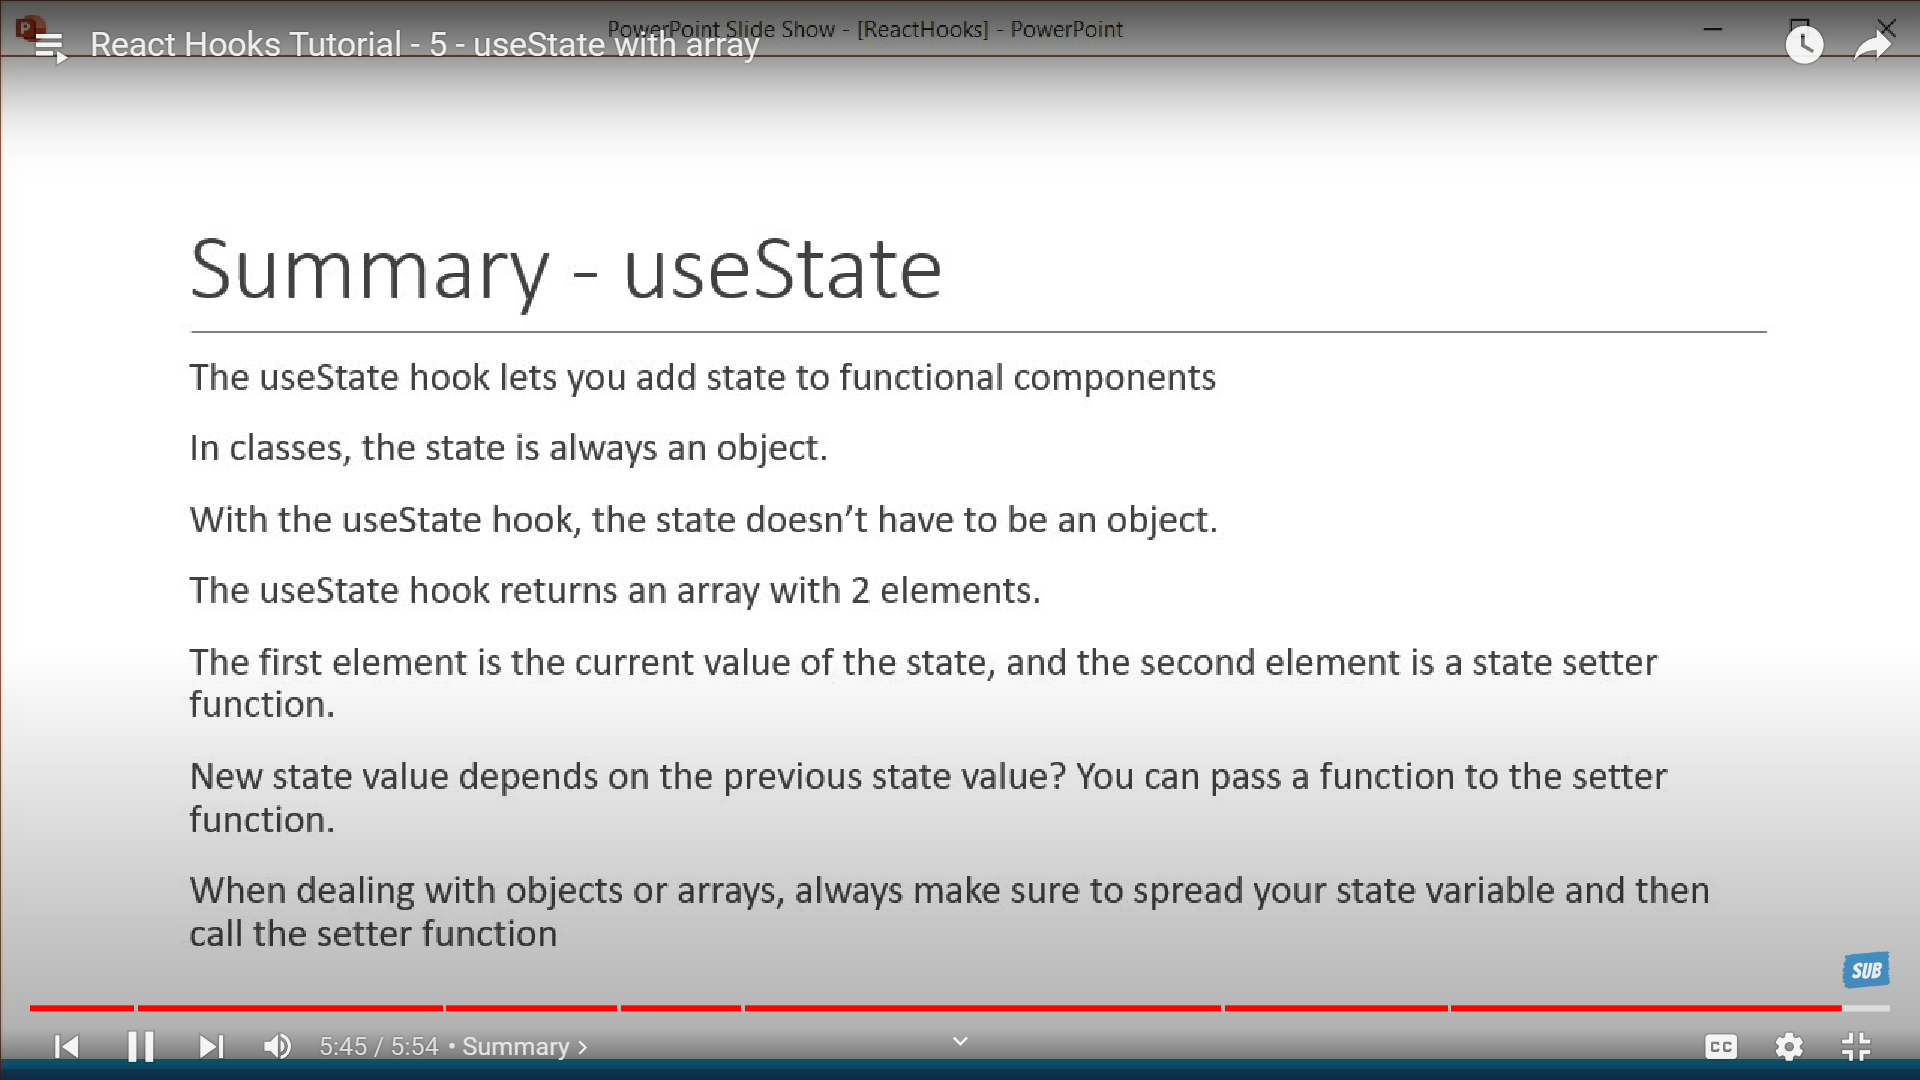 PowerPoint Slide Show - [ReactHooks] - PowerPoint
React Hooks Tutorial - 5 - useState with array
Summary - useState
The useState hook lets you add state to functional components
In classes, the state is always an object.
With the useState hook, the state doesn’t have to be an object.
The useState hook returns an array with 2 elements.
The first element is the current value of the state, and the second element is a state setter
function.
New state value depends on the previous state value? You can pass a function to the setter
function.
When dealing with objects or arrays, always make sure to spread your state variable and then
call the setter function
SUB
5:45 / 5:54 • Summary >
CC